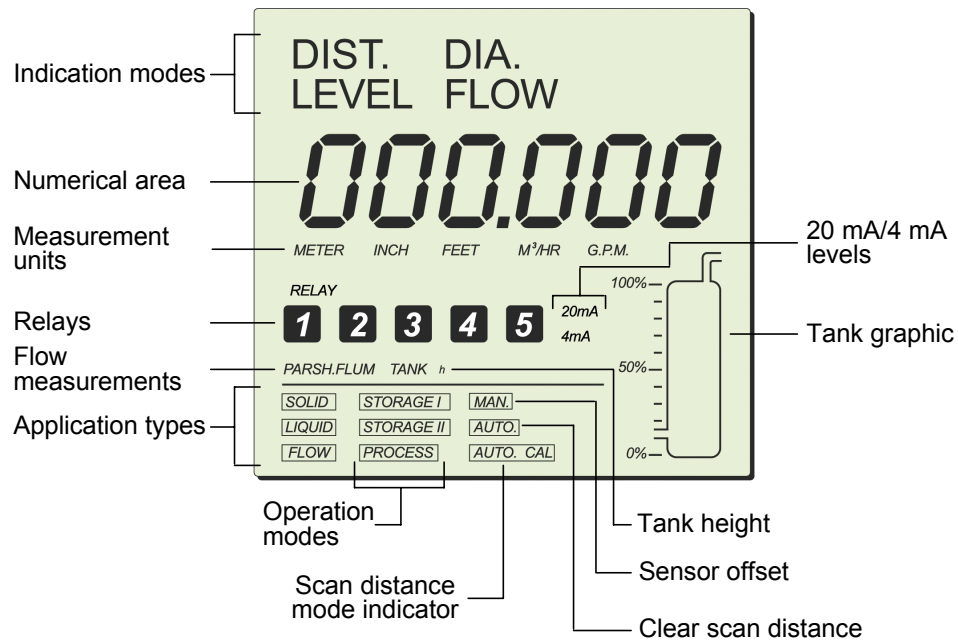 Indication modes
DIST. DIA.
LEVEL FLOW
Numerical area
000.000
Measurement
units
METER INCH FEET M³/HR G.P.M.
20 mA/4 mA
levels
RELAY
Relays
1 2 3 4 5
20mA
4mA
100%
50%
0%
Tank graphic
Flow
measurements
PARSH.FLUM TANK h
Application types
SOLID STORAGE I MAN.
LIQUID STORAGE II AUTO.
FLOW PROCESS AUTO. CAL
Operation
modes
Tank height
Scan distance
mode indicator
Sensor offset
Clear scan distance